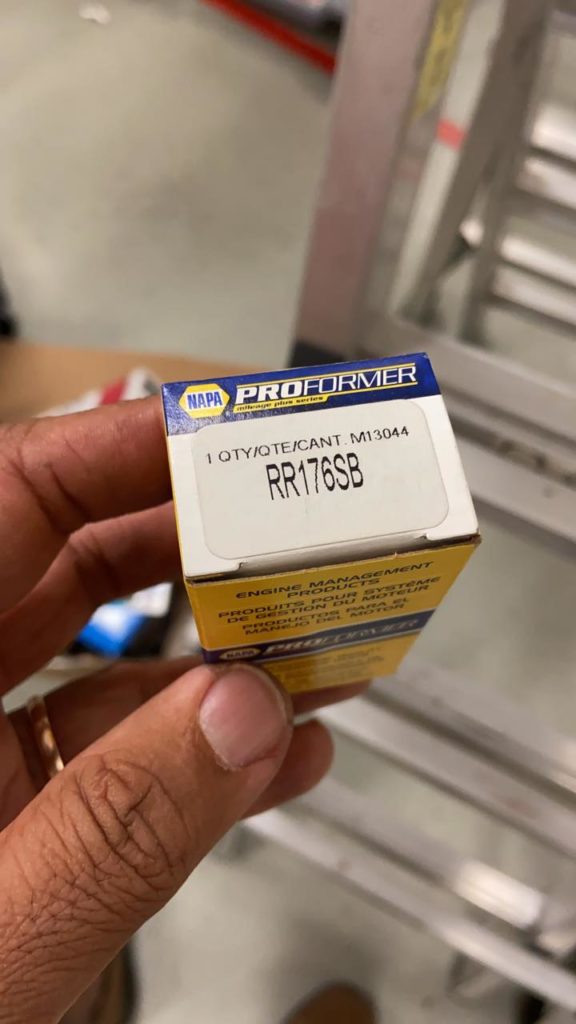 NAPA PROFORMER
mileage plus series
1 QTY/QTE/CANT. M13044
RR176SB
ENGINE MANAGEMENT
PRODUCTS
PRODUITS POUR SYSTÈME
DE GESTION DU MOTEUR
PRODUCTOS PARA EL
MANEJO DEL MOTOR
NAPA PROFORMER